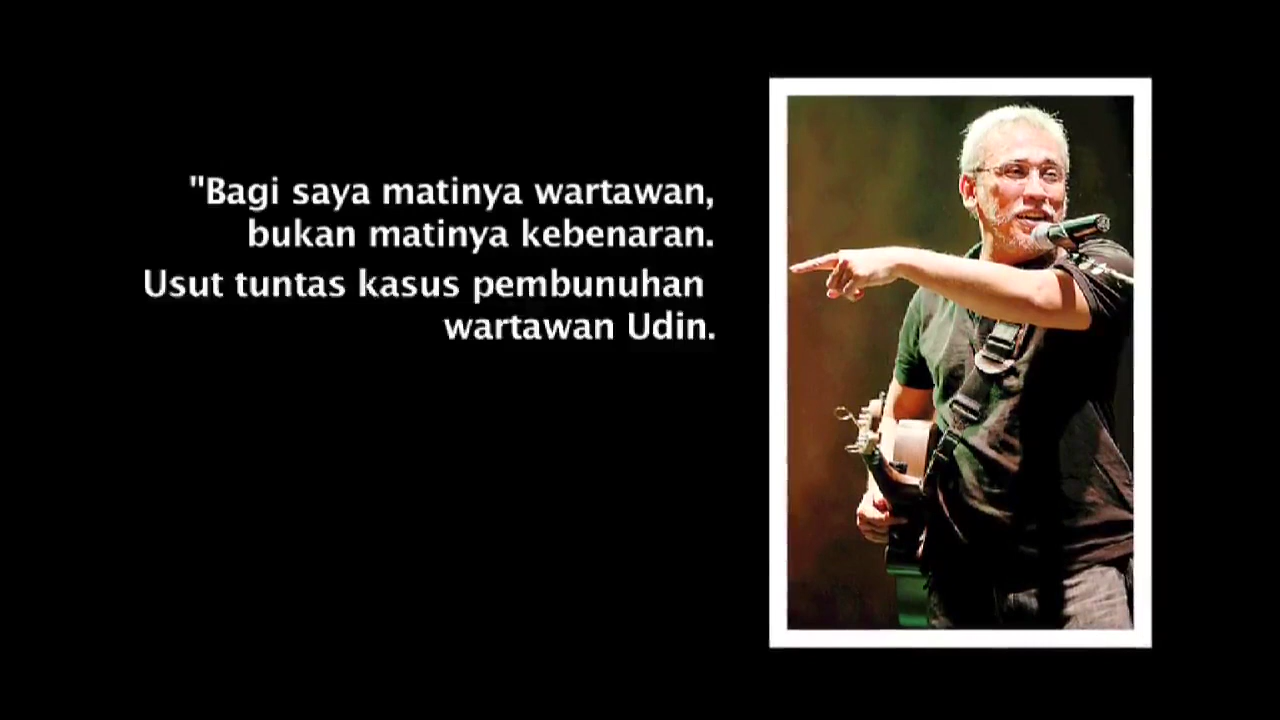 "Bagi saya matinya wartawan,
bukan matinya kebenaran.
Usut tuntas kasus pembunuhan
wartawan Udin.